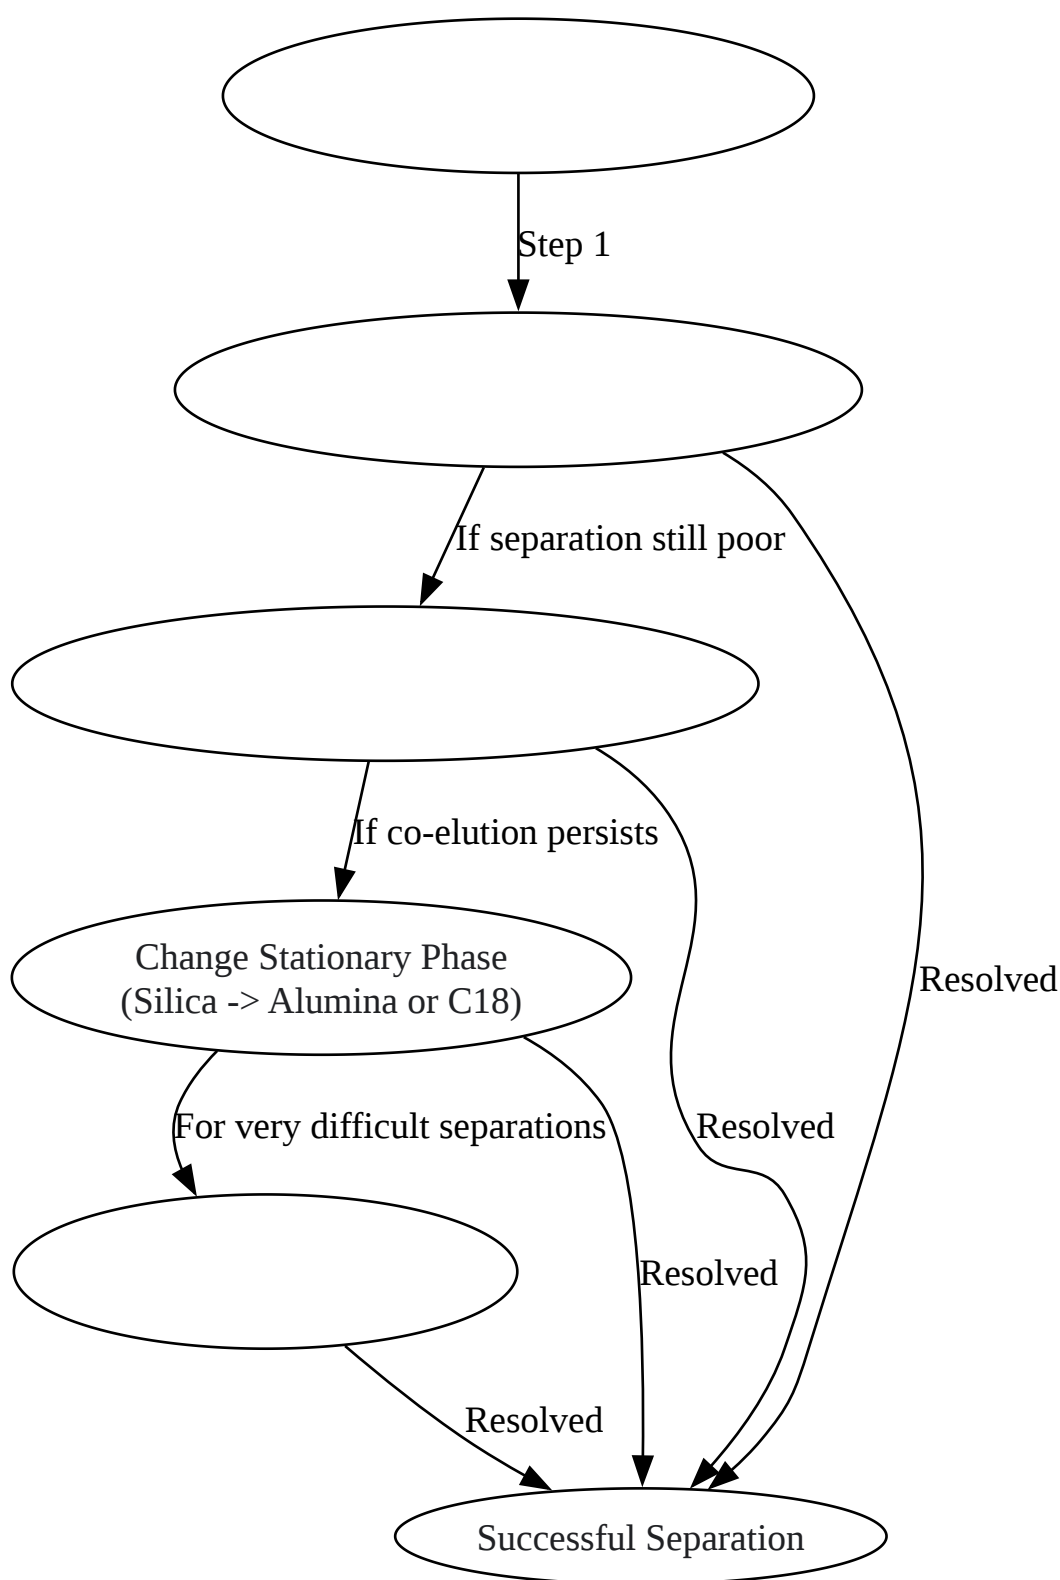 Step 1
If separation still poor
If co-elution persists
Change Stationary Phase
(Silica -> Alumina or C18)
Resolved
For very difficult separations
Resolved
Resolved
Resolved
Successful Separation